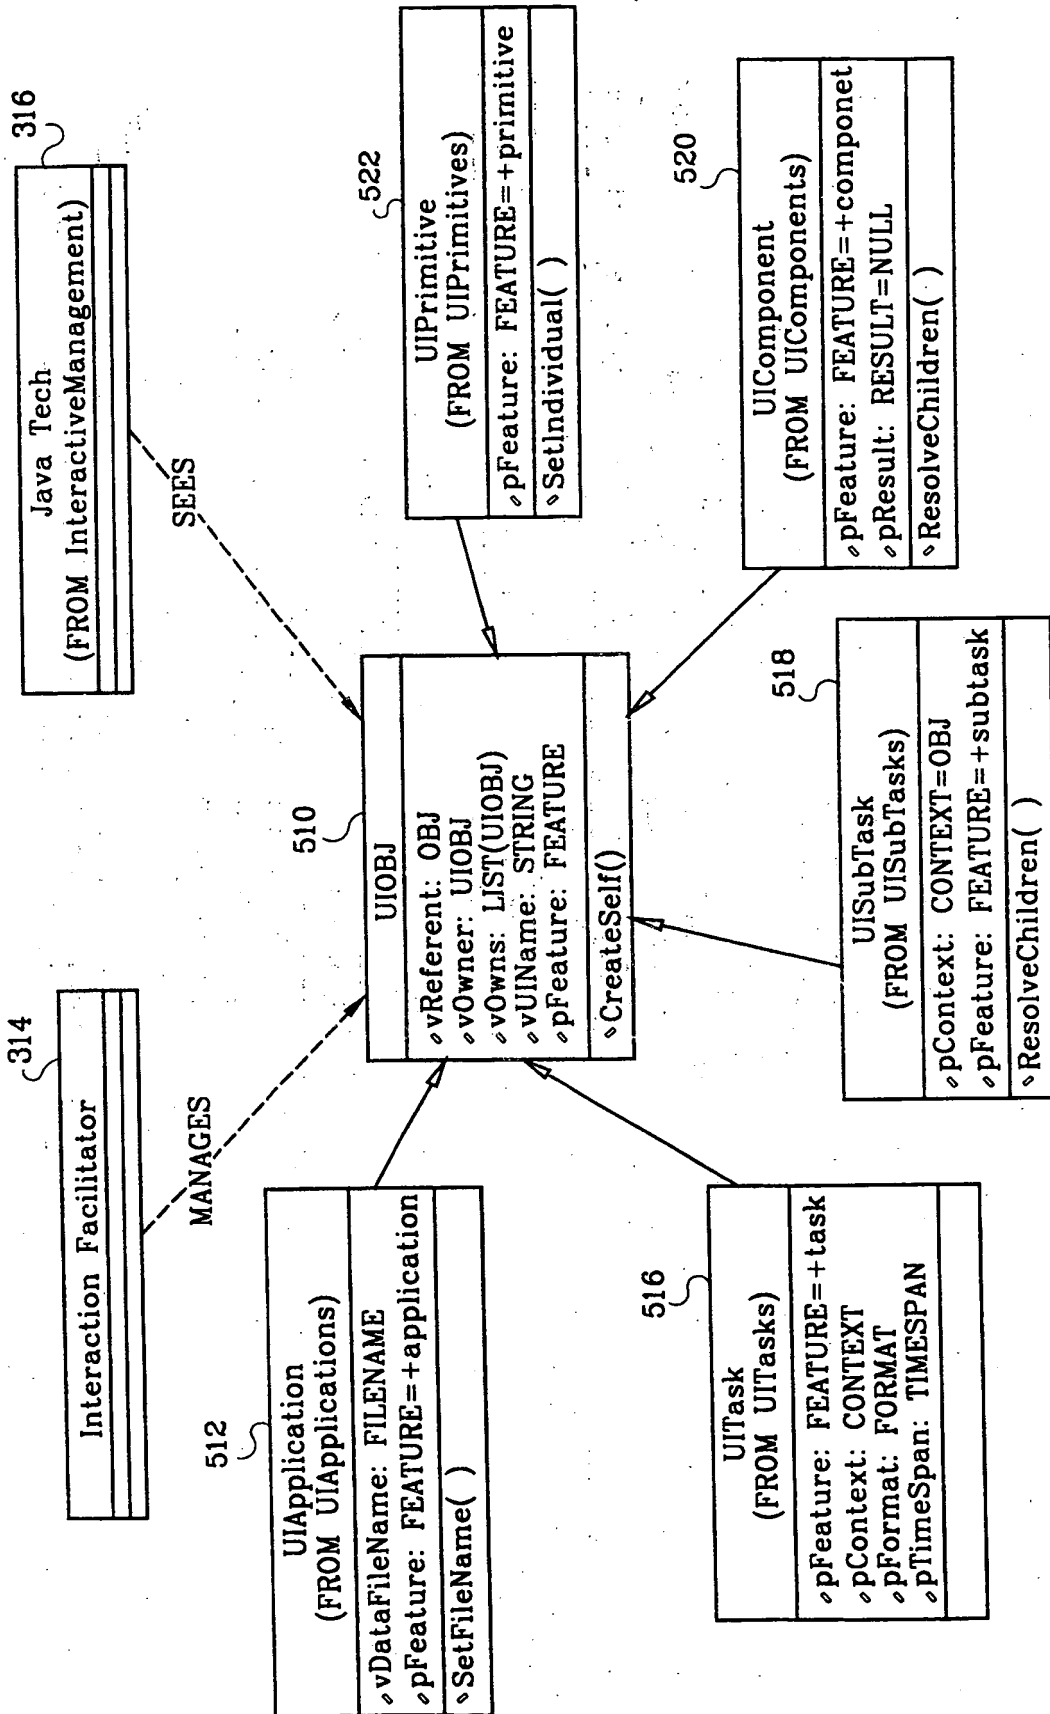 314
Interaction Facilitator
316
Java Tech
(FROM InteractiveManagement)
MANAGES
SEES
512
UIApplication
(FROM UIApplications)
vDataFileName: FILENAME
pFeature: FEATURE=+application
SetFileName( )
510
UIOBJ
vReferent: OBJ
vOwner: UIOBJ
vOwns: LIST(UIOBJ)
vUIName: STRING
pFeature: FEATURE
CreateSelf()
522
UIPrimitive
(FROM UIPrimitives)
pFeature: FEATURE=+primitive
SetIndividual( )
516
UITask
(FROM UITasks)
pFeature: FEATURE=+task
pContext: CONTEXT
pFormat: FORMAT
pTimeSpan: TIMESPAN
518
UISubTask
(FROM UISubTasks)
pContext: CONTEXT=OBJ
pFeature: FEATURE=+subtask
ResolveChildren( )
520
UIComponent
(FROM UIComponents)
pFeature: FEATURE=+componet
pResult: RESULT=NULL
ResolveChildren( )